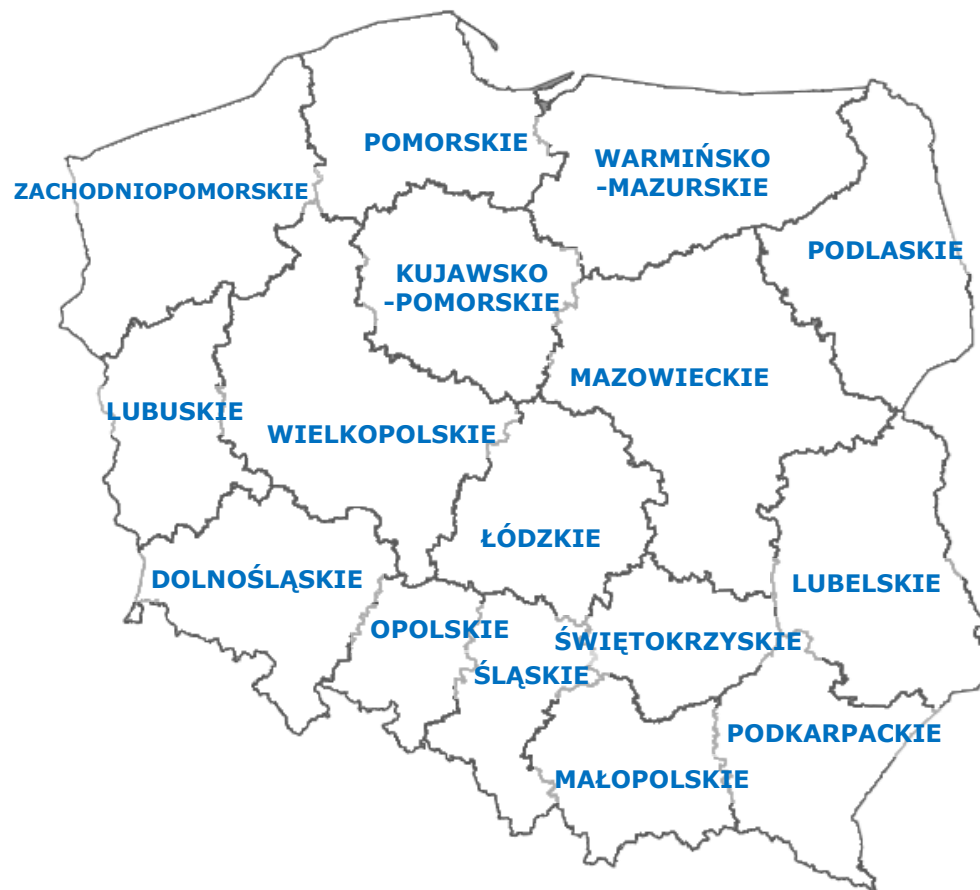 POMORSKIE
WARMIŃSKO
-MAZURSKIE
ZACHODNIOPOMORSKIE
PODLASKIE
KUJAWSKO
-POMORSKIE
MAZOWIECKIE
LUBUSKIE
WIELKOPOLSKIE
ŁÓDZKIE
DOLNOŚLĄSKIE
LUBELSKIE
OPOLSKIE
ŚWIĘTOKRZYSKIE
ŚLĄSKIE
PODKARPACKIE
MAŁOPOLSKIE